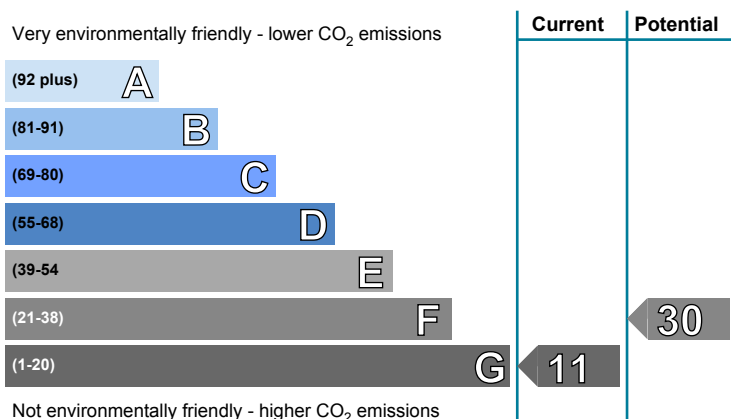 Current Potential
Very environmentally friendly - lower CO₂ emissions
(92 plus) A
(81-91) B
(69-80) C
(55-68) D
(39-54 E
(21-38) F 30
(1-20) G 11
Not environmentally friendly - higher CO₂ emissions